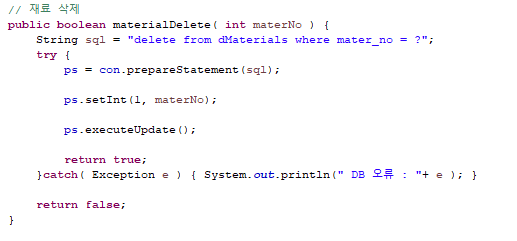 // 재료 삭제
public boolean materialDelete( int materNo ) {
    String sql = "delete from dMaterials where mater_no = ?";
    try {
        ps = con.prepareStatement(sql);
        ps.setInt(1, materNo);
        ps.executeUpdate();
        return true;
    }catch( Exception e ) { System.out.println(" DB 오류 : "+ e ); }
    return false;
}